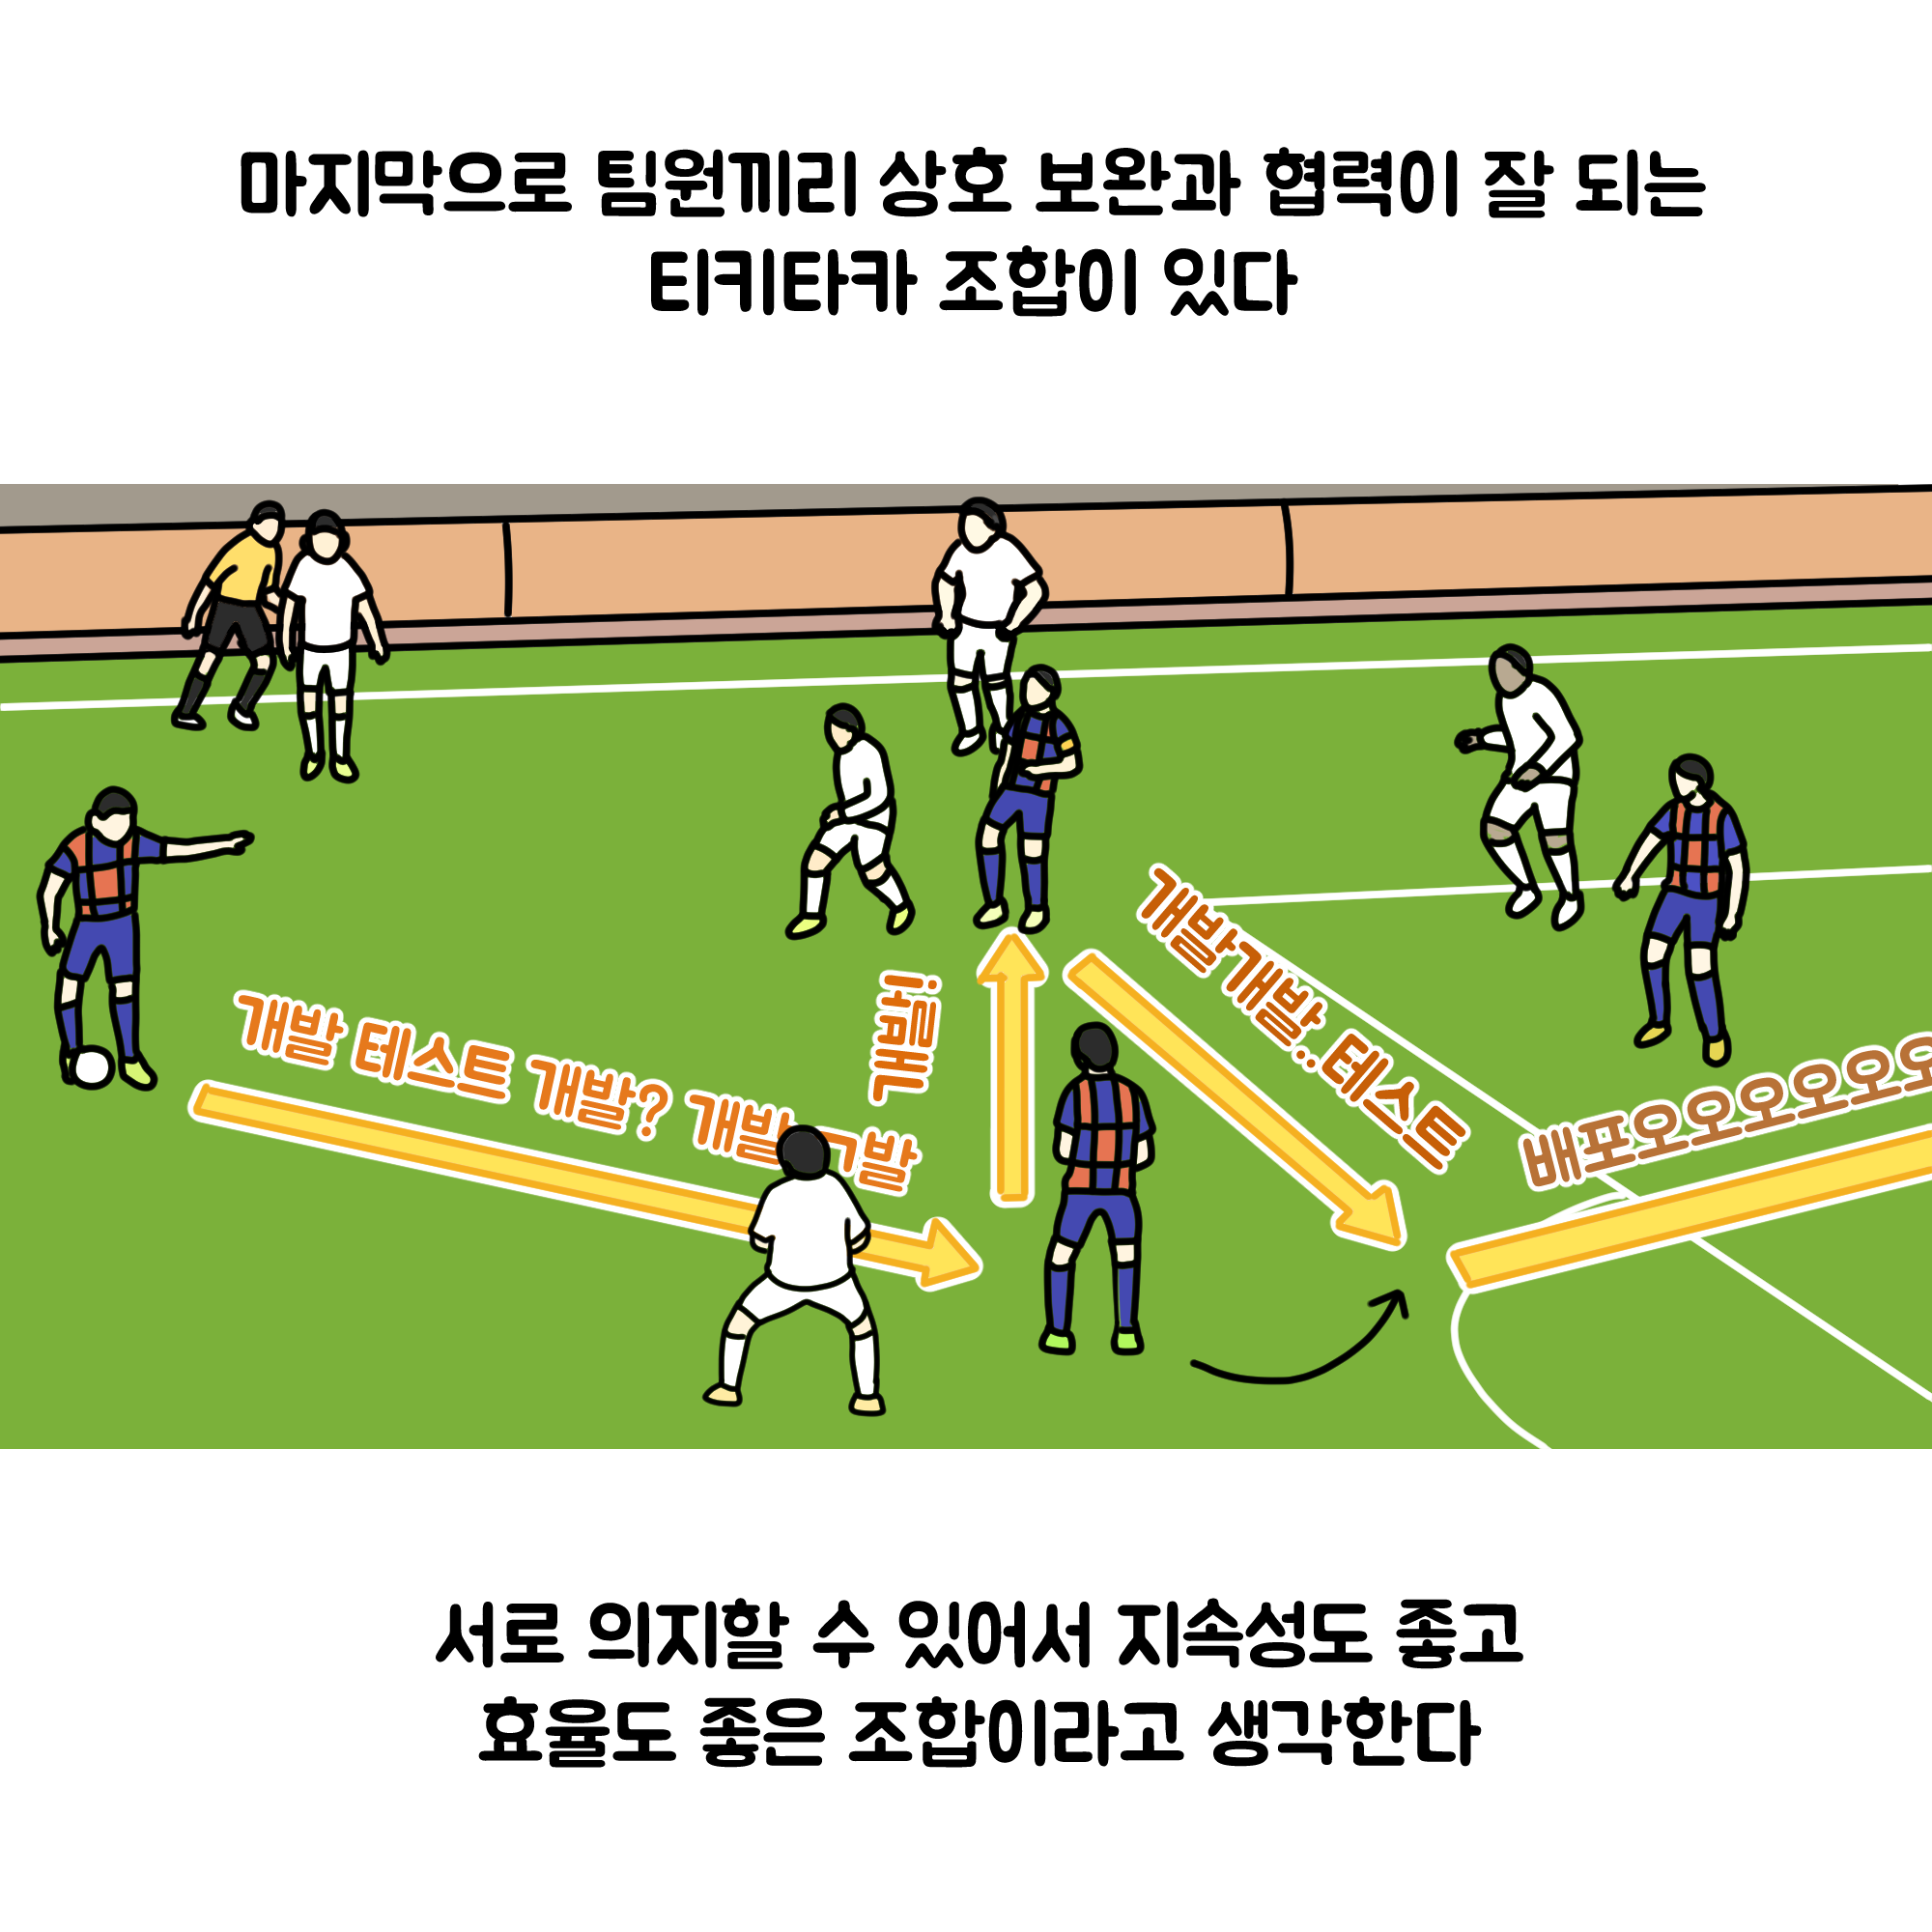 마지막으로 팀원끼리 상호 보완과 협력이 잘 되는
티키타카 조합이 있다
개발 테스트 개발? 개발
개발개발..테스트
배포오오오오오오
서로 의지할 수 있어서 지속성도 좋고
효율도 좋은 조합이라고 생각한다